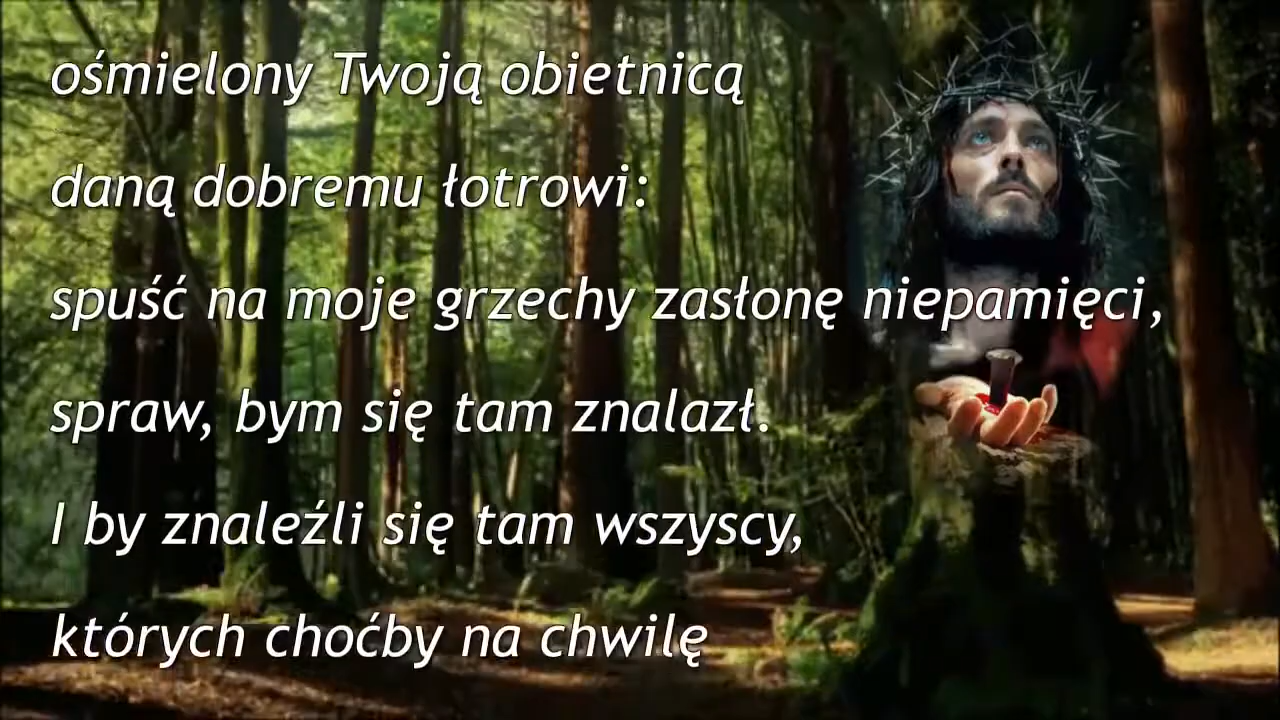 ośmielony Twoją obietnicą
daną dobremu łotrowi:
spuść na moje grzechy zasłonę niepamięci,
spraw, bym się tam znalazł.
I by znaleźli się tam wszyscy,
których choćby na chwilę